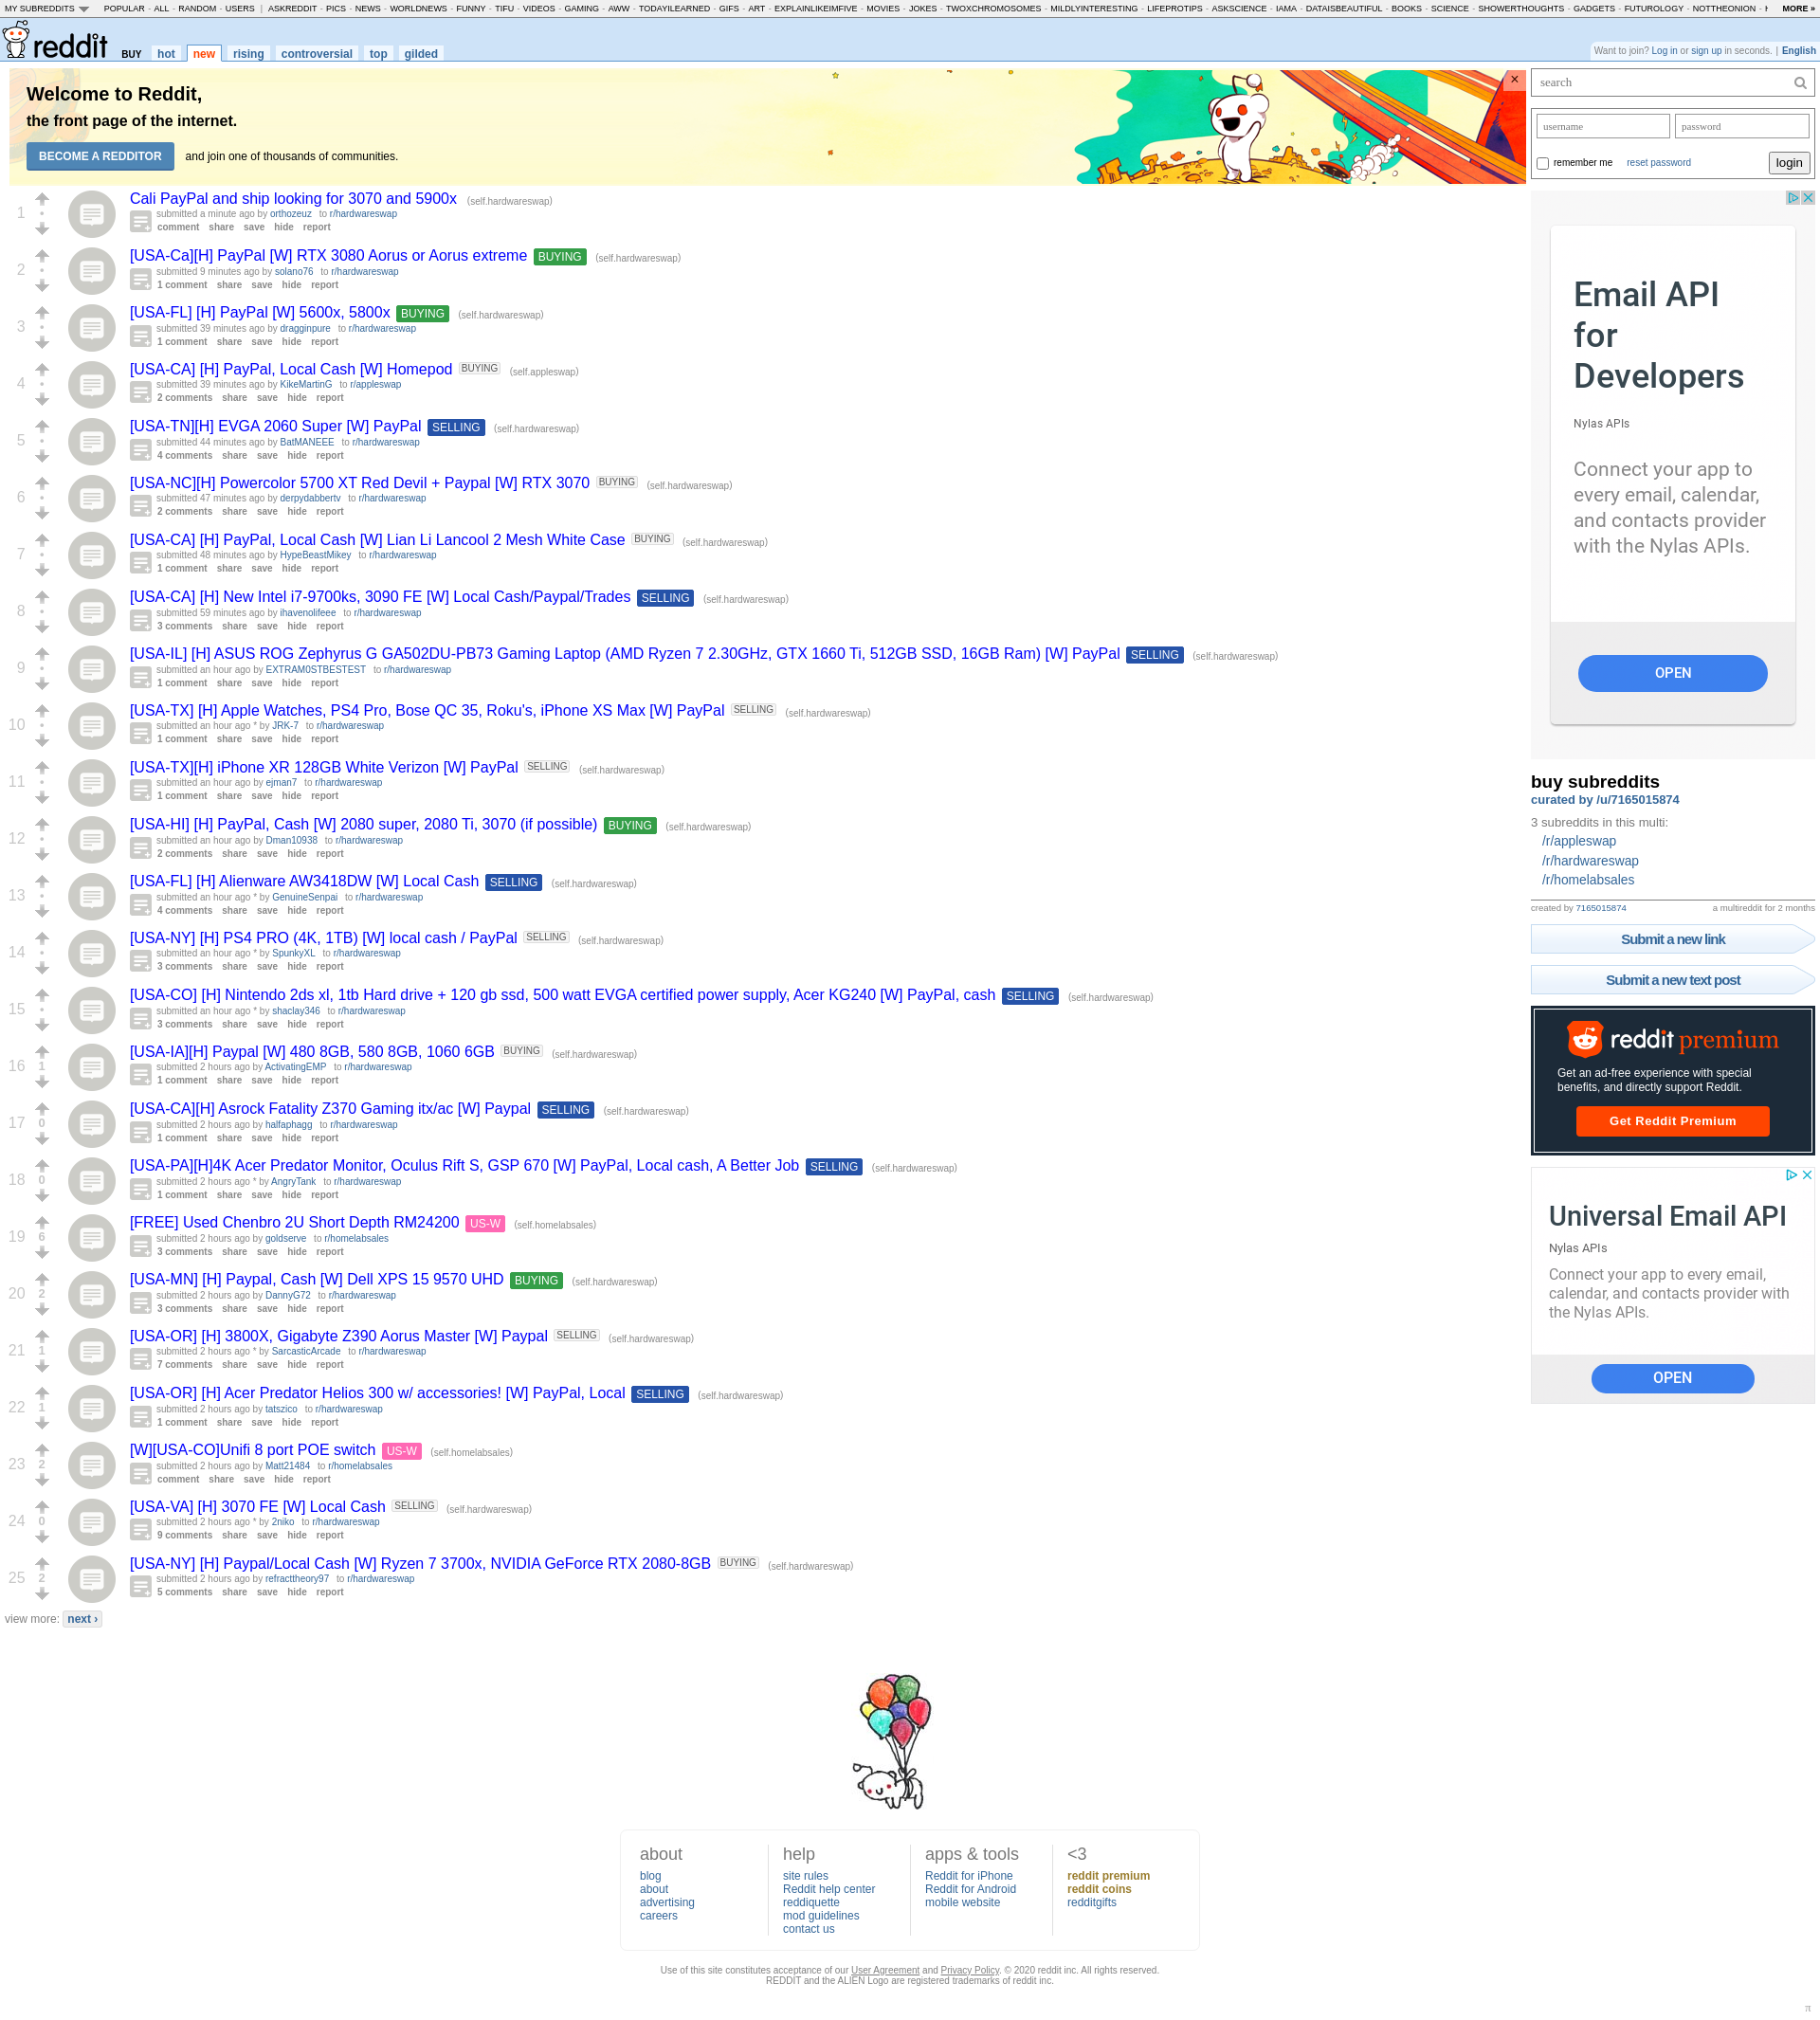 MY SUBREDDITS POPULAR - ALL - RANDOM - USERS | ASKREDDIT - PICS - NEWS - WORLDNEWS - FUNNY - TIFU - VIDEOS - GAMING - AWW - TODAYILEARNED - GIFS - ART - EXPLAINLIKEIMFIVE - MOVIES - JOKES - TWOXCHROMOSOMES - MILDLYINTERESTING - LIFEPROTIPS - ASKSCIENCE - IAMA - DATAISBEAUTIFUL - BOOKS - SCIENCE - SHOWERTHOUGHTS - GADGETS - FUTUROLOGY - NOTTHEONION - MORE »
reddit BUY hot new rising controversial top gilded
Want to join? Log in or sign up in seconds. | English
Welcome to Reddit,
the front page of the internet.
BECOME A REDDITOR and join one of thousands of communities.
×
1
Cali PayPal and ship looking for 3070 and 5900x (self.hardwareswap)
submitted a minute ago by orthozeuz to r/hardwareswap
comment share save hide report
2
[USA-Ca][H] PayPal [W] RTX 3080 Aorus or Aorus extreme BUYING (self.hardwareswap)
submitted 9 minutes ago by solano76 to r/hardwareswap
1 comment share save hide report
3
[USA-FL] [H] PayPal [W] 5600x, 5800x BUYING (self.hardwareswap)
submitted 39 minutes ago by dragginpure to r/hardwareswap
1 comment share save hide report
4
[USA-CA] [H] PayPal, Local Cash [W] Homepod BUYING (self.appleswap)
submitted 39 minutes ago by KikeMartinG to r/appleswap
2 comments share save hide report
5
[USA-TN][H] EVGA 2060 Super [W] PayPal SELLING (self.hardwareswap)
submitted 44 minutes ago by BatMANEEE to r/hardwareswap
4 comments share save hide report
6
[USA-NC][H] Powercolor 5700 XT Red Devil + Paypal [W] RTX 3070 BUYING (self.hardwareswap)
submitted 47 minutes ago by derpydabbertv to r/hardwareswap
2 comments share save hide report
7
[USA-CA] [H] PayPal, Local Cash [W] Lian Li Lancool 2 Mesh White Case BUYING (self.hardwareswap)
submitted 48 minutes ago by HypeBeastMikey to r/hardwareswap
1 comment share save hide report
8
[USA-CA] [H] New Intel i7-9700ks, 3090 FE [W] Local Cash/Paypal/Trades SELLING (self.hardwareswap)
submitted 59 minutes ago by ihavenolifeee to r/hardwareswap
3 comments share save hide report
9
[USA-IL] [H] ASUS ROG Zephyrus G GA502DU-PB73 Gaming Laptop (AMD Ryzen 7 2.30GHz, GTX 1660 Ti, 512GB SSD, 16GB Ram) [W] PayPal SELLING (self.hardwareswap)
submitted an hour ago by EXTRAM0STBESTEST to r/hardwareswap
1 comment share save hide report
10
[USA-TX] [H] Apple Watches, PS4 Pro, Bose QC 35, Roku's, iPhone XS Max [W] PayPal SELLING (self.hardwareswap)
submitted an hour ago * by JRK-7 to r/hardwareswap
1 comment share save hide report
11
[USA-TX][H] iPhone XR 128GB White Verizon [W] PayPal SELLING (self.hardwareswap)
submitted an hour ago by ejman7 to r/hardwareswap
1 comment share save hide report
12
[USA-HI] [H] PayPal, Cash [W] 2080 super, 2080 Ti, 3070 (if possible) BUYING (self.hardwareswap)
submitted an hour ago by Dman10938 to r/hardwareswap
2 comments share save hide report
13
[USA-FL] [H] Alienware AW3418DW [W] Local Cash SELLING (self.hardwareswap)
submitted an hour ago * by GenuineSenpai to r/hardwareswap
4 comments share save hide report
14
[USA-NY] [H] PS4 PRO (4K, 1TB) [W] local cash / PayPal SELLING (self.hardwareswap)
submitted an hour ago * by SpunkyXL to r/hardwareswap
3 comments share save hide report
15
[USA-CO] [H] Nintendo 2ds xl, 1tb Hard drive + 120 gb ssd, 500 watt EVGA certified power supply, Acer KG240 [W] PayPal, cash SELLING (self.hardwareswap)
submitted an hour ago * by shaclay346 to r/hardwareswap
3 comments share save hide report
16 1
[USA-IA][H] Paypal [W] 480 8GB, 580 8GB, 1060 6GB BUYING (self.hardwareswap)
submitted 2 hours ago by ActivatingEMP to r/hardwareswap
1 comment share save hide report
17 0
[USA-CA][H] Asrock Fatality Z370 Gaming itx/ac [W] Paypal SELLING (self.hardwareswap)
submitted 2 hours ago by halfaphagg to r/hardwareswap
1 comment share save hide report
18 0
[USA-PA][H]4K Acer Predator Monitor, Oculus Rift S, GSP 670 [W] PayPal, Local cash, A Better Job SELLING (self.hardwareswap)
submitted 2 hours ago * by AngryTank to r/hardwareswap
1 comment share save hide report
19 6
[FREE] Used Chenbro 2U Short Depth RM24200 US-W (self.homelabsales)
submitted 2 hours ago by goldserve to r/homelabsales
3 comments share save hide report
20 2
[USA-MN] [H] Paypal, Cash [W] Dell XPS 15 9570 UHD BUYING (self.hardwareswap)
submitted 2 hours ago by DannyG72 to r/hardwareswap
3 comments share save hide report
21 1
[USA-OR] [H] 3800X, Gigabyte Z390 Aorus Master [W] Paypal SELLING (self.hardwareswap)
submitted 2 hours ago * by SarcasticArcade to r/hardwareswap
7 comments share save hide report
22 1
[USA-OR] [H] Acer Predator Helios 300 w/ accessories! [W] PayPal, Local SELLING (self.hardwareswap)
submitted 2 hours ago by tatszico to r/hardwareswap
1 comment share save hide report
23 2
[W][USA-CO]Unifi 8 port POE switch US-W (self.homelabsales)
submitted 2 hours ago by Matt21484 to r/homelabsales
comment share save hide report
24 0
[USA-VA] [H] 3070 FE [W] Local Cash SELLING (self.hardwareswap)
submitted 2 hours ago * by 2niko to r/hardwareswap
9 comments share save hide report
25 2
[USA-NY] [H] Paypal/Local Cash [W] Ryzen 7 3700x, NVIDIA GeForce RTX 2080-8GB BUYING (self.hardwareswap)
submitted 2 hours ago by refracttheory97 to r/hardwareswap
5 comments share save hide report
view more: next ›
search
username password
remember me reset password login
Email API
for
Developers
Nylas APIs
Connect your app to
every email, calendar,
and contacts provider
with the Nylas APIs.
OPEN
buy subreddits
curated by /u/7165015874
3 subreddits in this multi:
/r/appleswap
/r/hardwareswap
/r/homelabsales
created by 7165015874 a multireddit for 2 months
Submit a new link
Submit a new text post
reddit premium
Get an ad-free experience with special
benefits, and directly support Reddit.
Get Reddit Premium
Universal Email API
Nylas APIs
Connect your app to every email,
calendar, and contacts provider with
the Nylas APIs.
OPEN
about
blog
about
advertising
careers
help
site rules
Reddit help center
reddiquette
mod guidelines
contact us
apps & tools
Reddit for iPhone
Reddit for Android
mobile website
<3
reddit premium
reddit coins
redditgifts
Use of this site constitutes acceptance of our User Agreement and Privacy Policy. © 2020 reddit inc. All rights reserved.
REDDIT and the ALIEN Logo are registered trademarks of reddit inc.
π